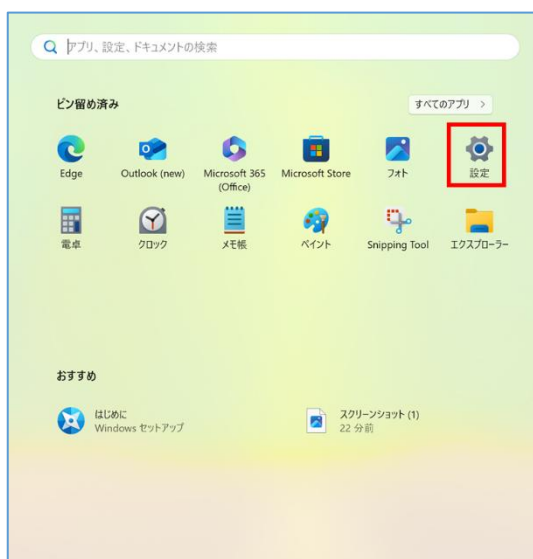 アプリ、設定、ドキュメントの検索
ピン留め済み
すべてのアプリ >
Edge
Outlook (new)
Microsoft 365
(Office)
Microsoft Store
フォト
設定
電卓
クロック
メモ帳
ペイント
Snipping Tool
エクスプローラー
おすすめ
はじめに
Windows セットアップ
スクリーンショット (1)
22 分前